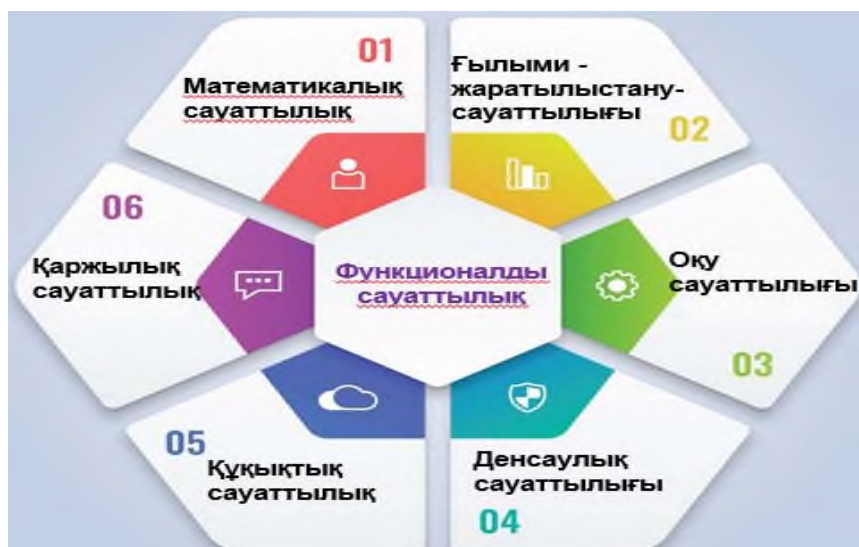 01
Математикалық
сауаттылық
Ғылыми -
жаратылыстану-
сауаттылығы
02
Оқу
сауаттылығы
03
Денсаулық
сауаттылығы
04
05
Құқықтық
сауаттылық
06
Қаржылық
сауаттылық
Функционалды
сауаттылық